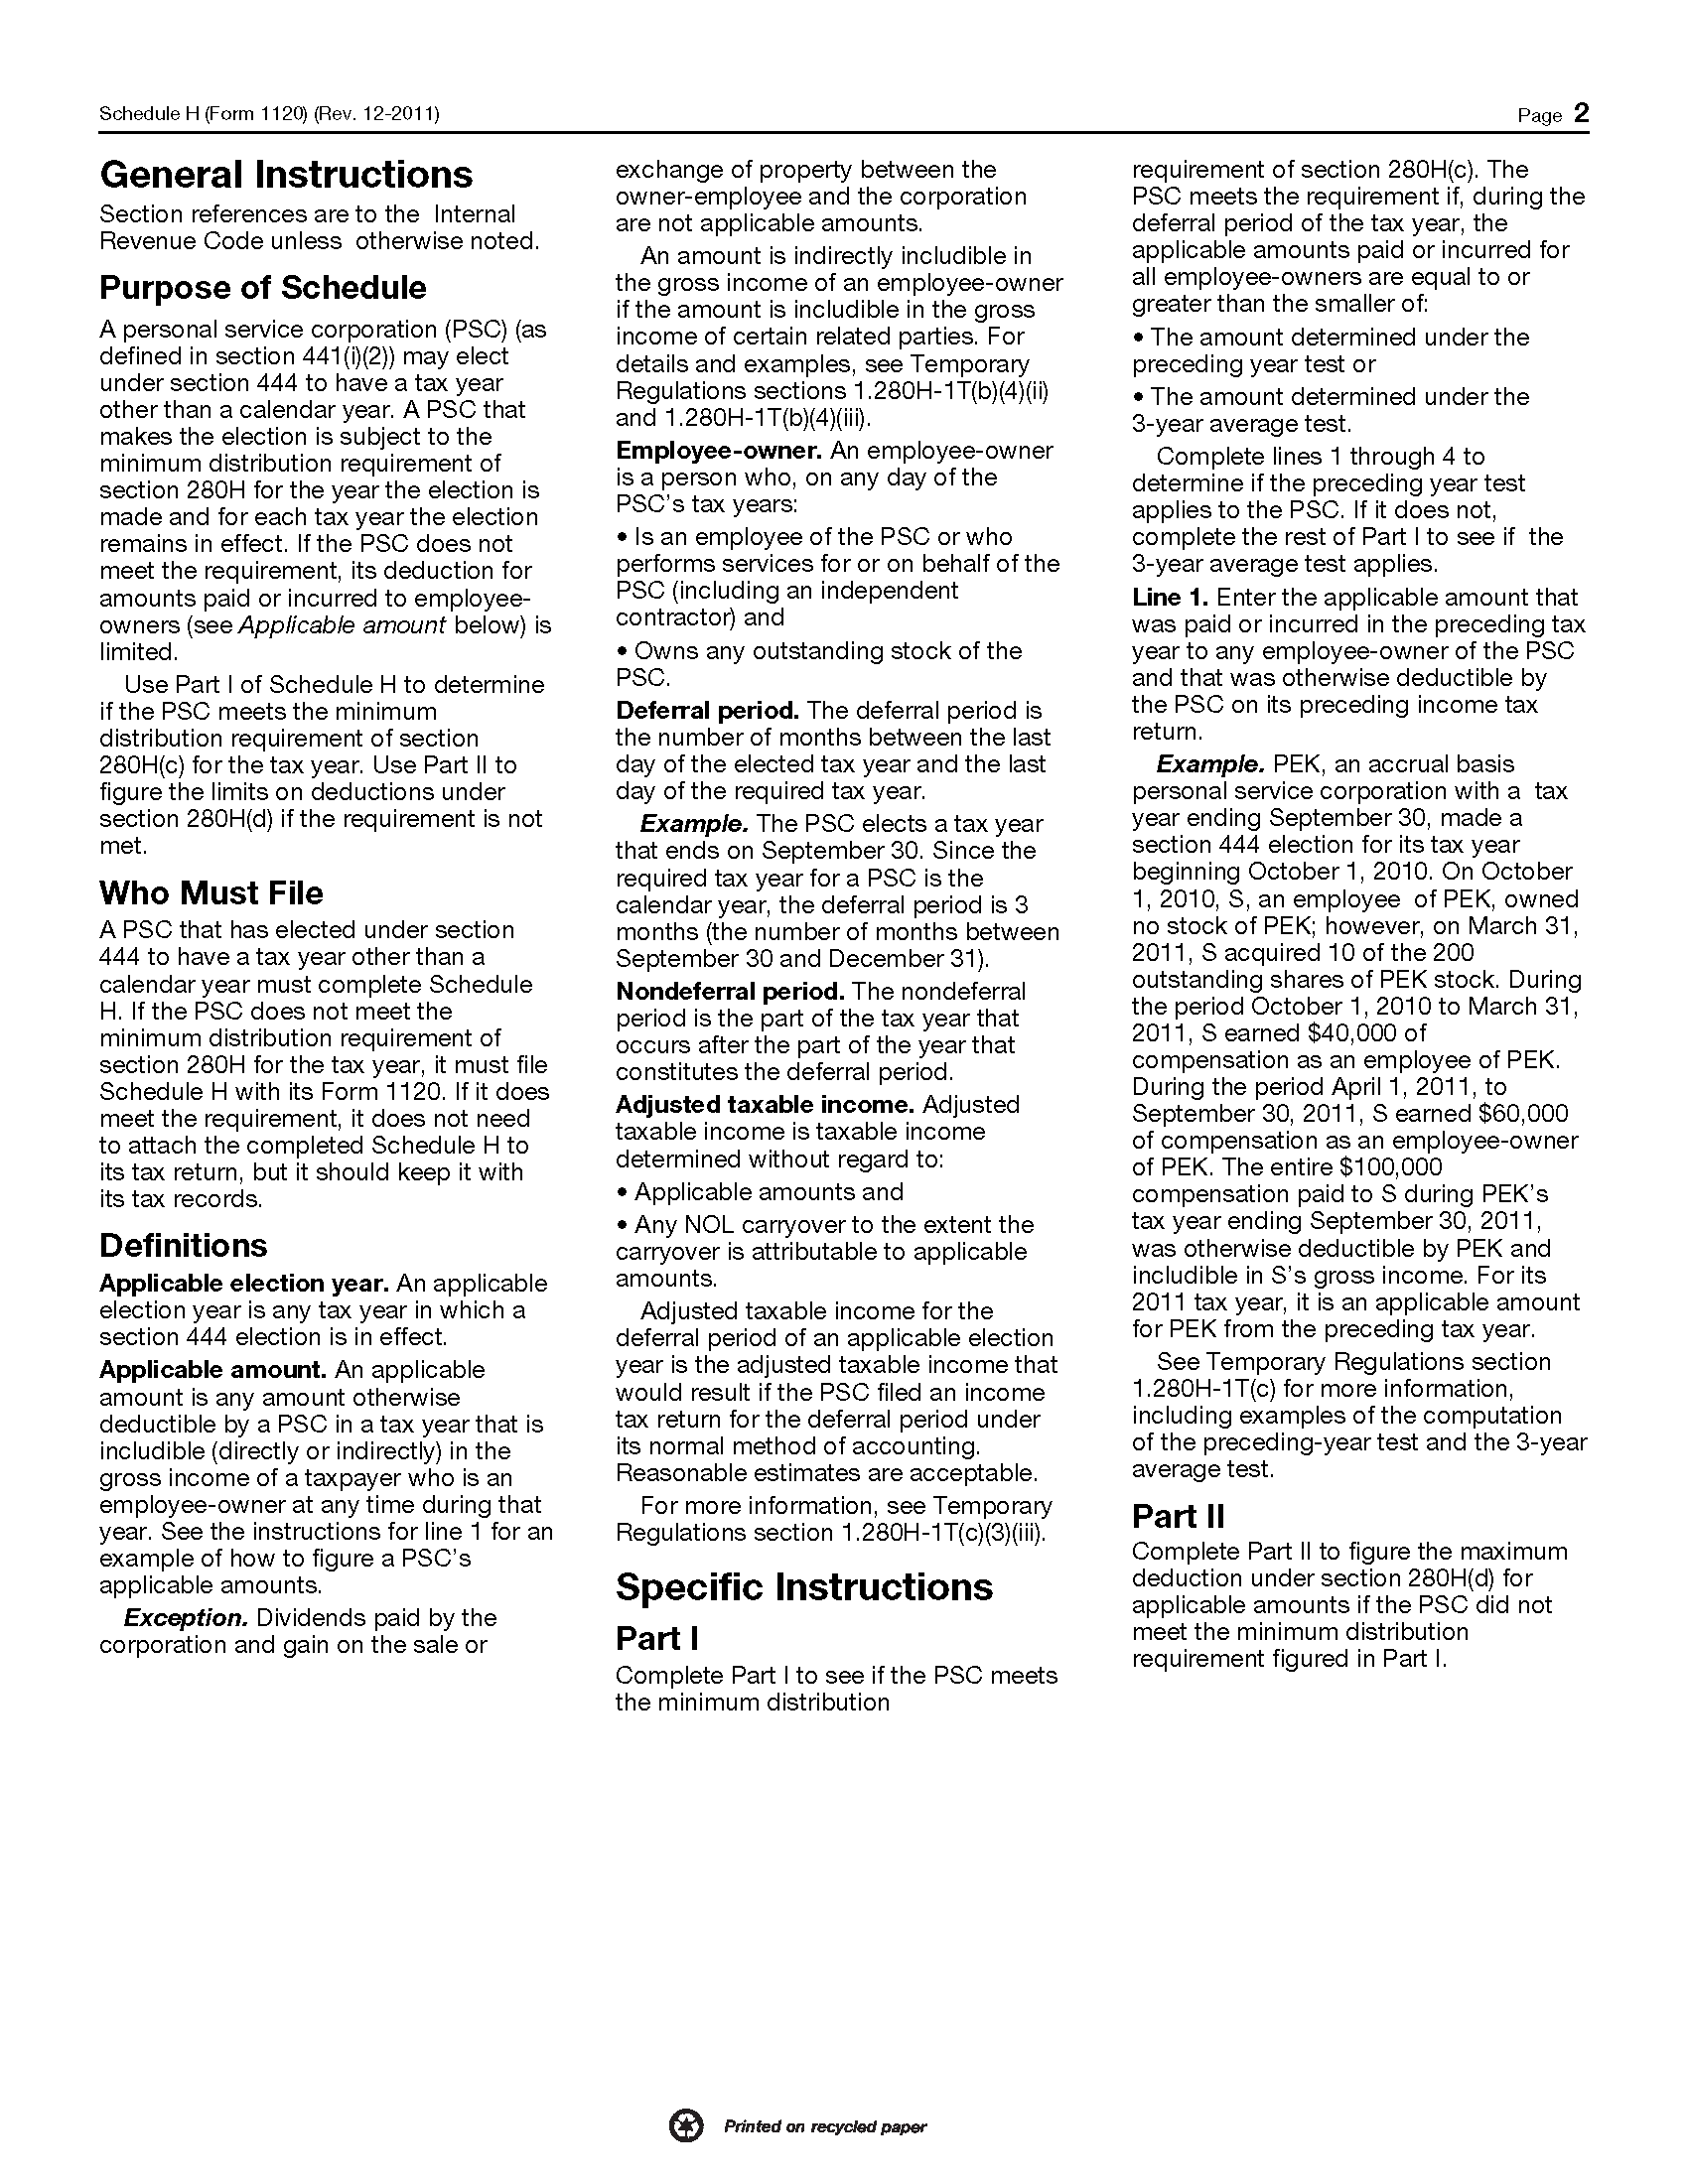 Schedule H (Form 1120) (Rev. 12-2011)
Page 2
General Instructions
Section references are to the Internal
Revenue Code unless otherwise noted.
Purpose of Schedule
A personal service corporation (PSC) (as
defined in section 441(i)(2)) may elect
under section 444 to have a tax year
other than a calendar year. A PSC that
makes the election is subject to the
minimum distribution requirement of
section 280H for the year the election is
made and for each tax year the election
remains in effect. If the PSC does not
meet the requirement, its deduction for
amounts paid or incurred to employee-
owners (see Applicable amount below) is
limited.
Use Part I of Schedule H to determine
if the PSC meets the minimum
distribution requirement of section
280H(c) for the tax year. Use Part II to
figure the limits on deductions under
section 280H(d) if the requirement is not
met.
Who Must File
A PSC that has elected under section
444 to have a tax year other than a
calendar year must complete Schedule
H. If the PSC does not meet the
minimum distribution requirement of
section 280H for the tax year, it must file
Schedule H with its Form 1120. If it does
meet the requirement, it does not need
to attach the completed Schedule H to
its tax return, but it should keep it with
its tax records.
Definitions
Applicable election year. An applicable
election year is any tax year in which a
section 444 election is in effect.
Applicable amount. An applicable
amount is any amount otherwise
deductible by a PSC in a tax year that is
includible (directly or indirectly) in the
gross income of a taxpayer who is an
employee-owner at any time during that
year. See the instructions for line 1 for an
example of how to figure a PSC's
applicable amounts.
Exception. Dividends paid by the
corporation and gain on the sale or
exchange of property between the
owner-employee and the corporation
are not applicable amounts.
An amount is indirectly includible in
the gross income of an employee-owner
if the amount is includible in the gross
income of certain related parties. For
details and examples, see Temporary
Regulations sections 1.280H-1T(b)(4)(ii)
and 1.280H-1T(b)(4)(iii).
Employee-owner. An employee-owner
is a person who, on any day of the
PSC's tax years:
• Is an employee of the PSC or who
performs services for or on behalf of the
PSC (including an independent
contractor) and
• Owns any outstanding stock of the
PSC.
Deferral period. The deferral period is
the number of months between the last
day of the elected tax year and the last
day of the required tax year.
Example. The PSC elects a tax year
that ends on September 30. Since the
required tax year for a PSC is the
calendar year, the deferral period is 3
months (the number of months between
September 30 and December 31).
Nondeferral period. The nondeferral
period is the part of the tax year that
occurs after the part of the year that
constitutes the deferral period.
Adjusted taxable income. Adjusted
taxable income is taxable income
determined without regard to:
• Applicable amounts and
• Any NOL carryover to the extent the
carryover is attributable to applicable
amounts.
Adjusted taxable income for the
deferral period of an applicable election
year is the adjusted taxable income that
would result if the PSC filed an income
tax return for the deferral period under
its normal method of accounting.
Reasonable estimates are acceptable.
For more information, see Temporary
Regulations section 1.280H-1T(c)(3)(iii).
Specific Instructions
Part I
Complete Part I to see if the PSC meets
the minimum distribution
requirement of section 280H(c). The
PSC meets the requirement if, during the
deferral period of the tax year, the
applicable amounts paid or incurred for
all employee-owners are equal to or
greater than the smaller of:
• The amount determined under the
preceding year test or
• The amount determined under the
3-year average test.
Complete lines 1 through 4 to
determine if the preceding year test
applies to the PSC. If it does not,
complete the rest of Part I to see if the
3-year average test applies.
Line 1. Enter the applicable amount that
was paid or incurred in the preceding tax
year to any employee-owner of the PSC
and that was otherwise deductible by
the PSC on its preceding income tax
return.
Example. PEK, an accrual basis
personal service corporation with a tax
year ending September 30, made a
section 444 election for its tax year
beginning October 1, 2010. On October
1, 2010, S, an employee of PEK, owned
no stock of PEK; however, on March 31,
2011, S acquired 10 of the 200
outstanding shares of PEK stock. During
the period October 1, 2010 to March 31,
2011, S earned $40,000 of
compensation as an employee of PEK.
During the period April 1, 2011, to
September 30, 2011, S earned $60,000
of compensation as an employee-owner
of PEK. The entire $100,000
compensation paid to S during PEK's
tax year ending September 30, 2011,
was otherwise deductible by PEK and
includible in S's gross income. For its
2011 tax year, it is an applicable amount
for PEK from the preceding tax year.
See Temporary Regulations section
1.280H-1T(c) for more information,
including examples of the computation
of the preceding-year test and the 3-year
average test.
Part II
Complete Part II to figure the maximum
deduction under section 280H(d) for
applicable amounts if the PSC did not
meet the minimum distribution
requirement figured in Part I.
Printed on recycled paper